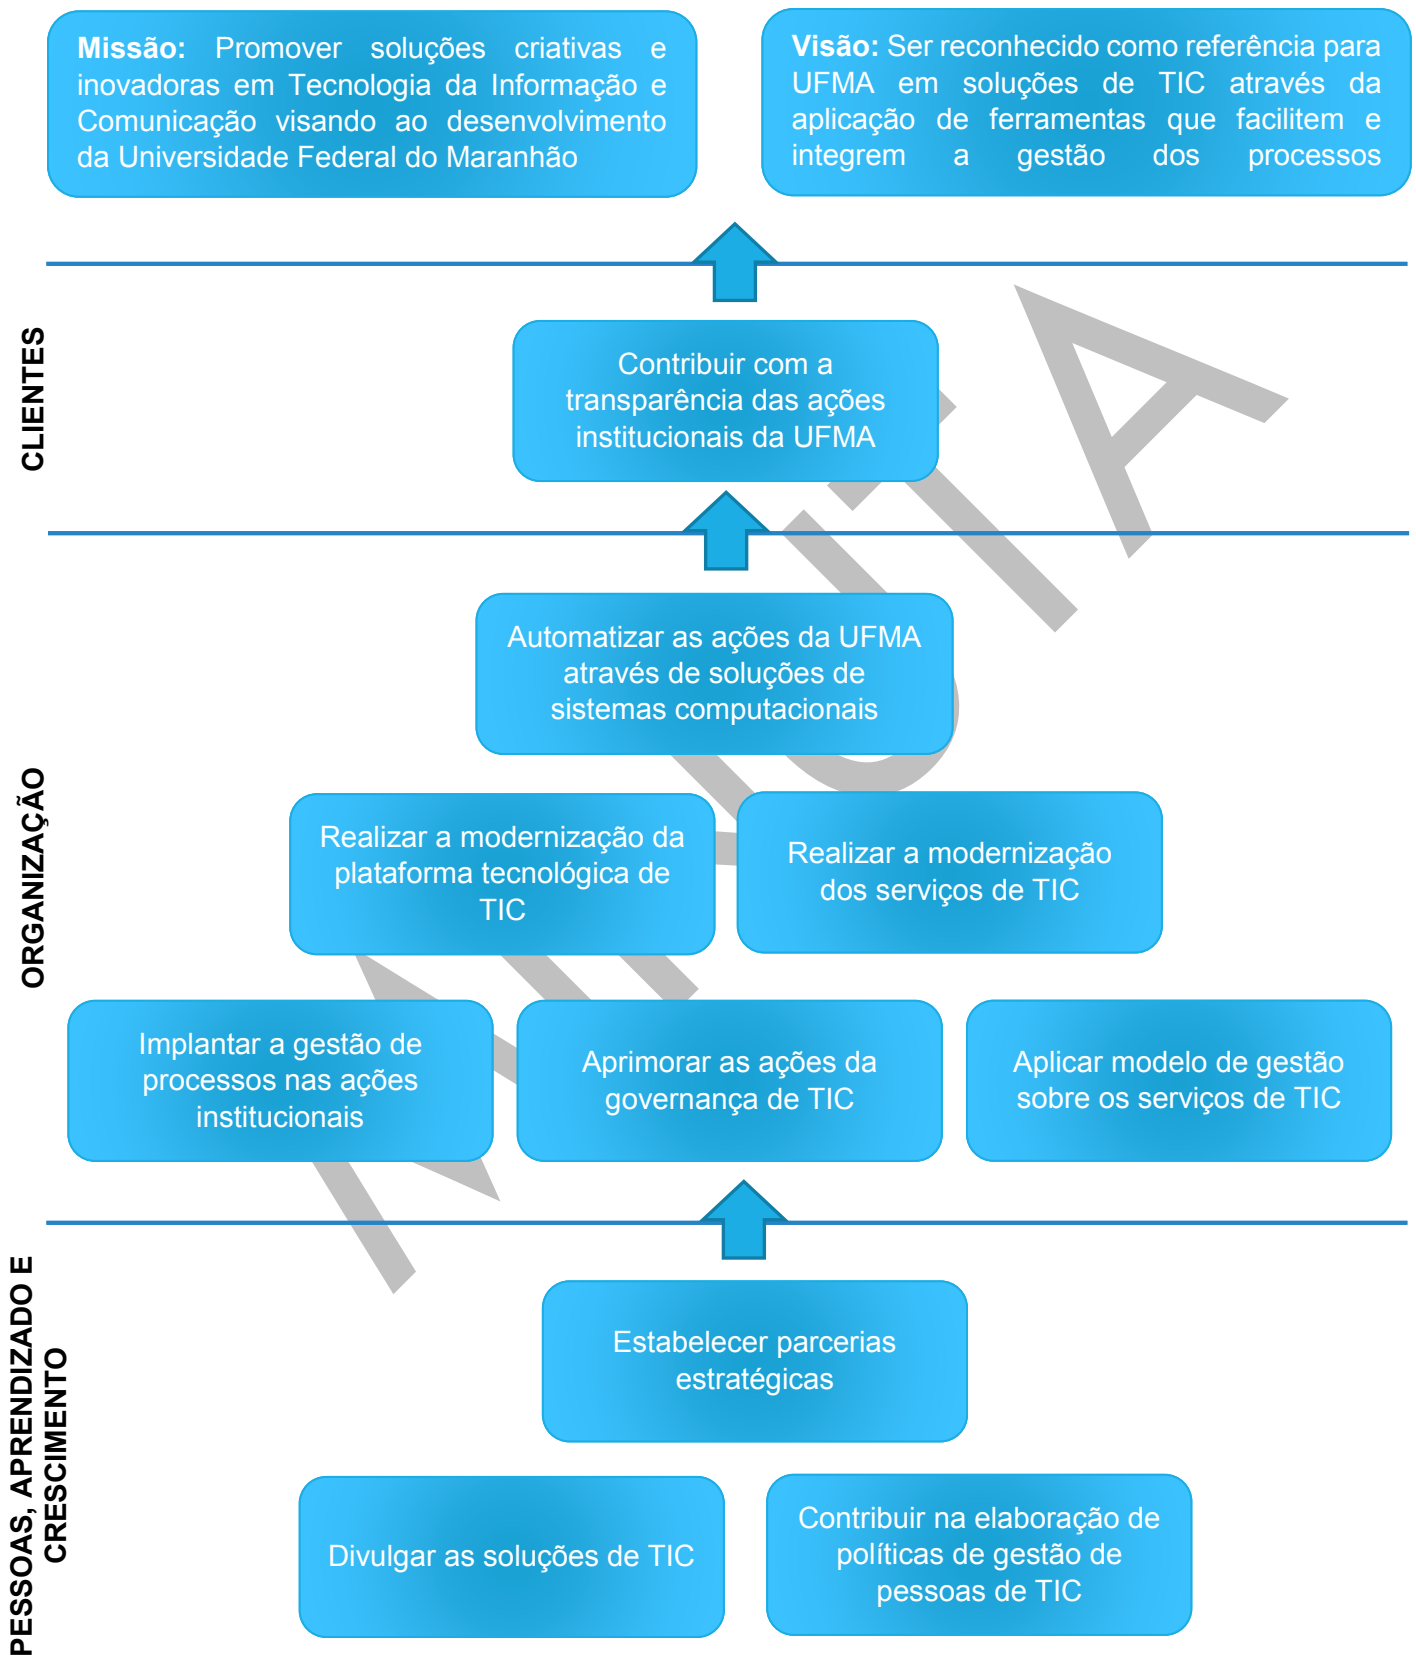 Missão: Promover soluções criativas e
inovadoras em Tecnologia da Informação e
Comunicação visando ao desenvolvimento
da Universidade Federal do Maranhão
Visão: Ser reconhecido como referência para
UFMA em soluções de TIC através da
aplicação de ferramentas que facilitem e
integrem a gestão dos processos
CLIENTES
Contribuir com a
transparência das ações
institucionais da UFMA
ORGANIZAÇÃO
Automatizar as ações da UFMA
através de soluções de
sistemas computacionais
Realizar a modernização da
plataforma tecnológica de
TIC
Realizar a modernização
dos serviços de TIC
Implantar a gestão de
processos nas ações
institucionais
Aprimorar as ações da
governança de TIC
Aplicar modelo de gestão
sobre os serviços de TIC
PESSOAS, APRENDIZADO E
CRESCIMENTO
Estabelecer parcerias
estratégicas
Divulgar as soluções de TIC
Contribuir na elaboração de
políticas de gestão de
pessoas de TIC
MINUTA